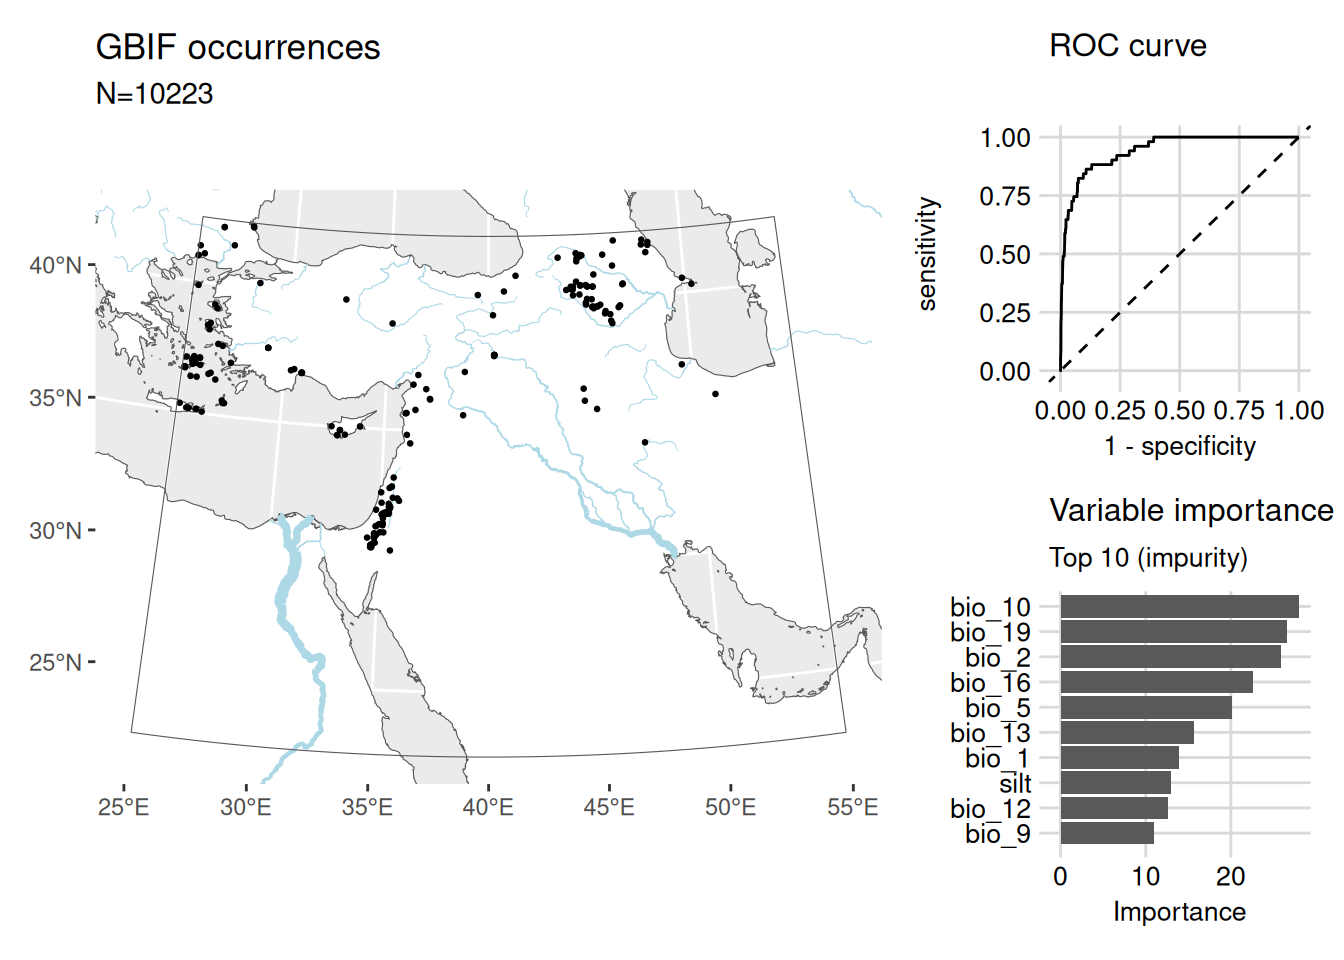 GBIF occurrences
N=10223
40°N
35°N
30°N
25°N
25°E 30°E 35°E 40°E 45°E 50°E 55°E
ROC curve
sensitivity
1.00
0.75
0.50
0.25
0.00
0.00 0.25 0.50 0.75 1.00
1 - specificity
Variable importance
Top 10 (impurity)
bio_10
bio_19
bio_2
bio_16
bio_5
bio_13
bio_1
silt
bio_12
bio_9
0 10 20
Importance